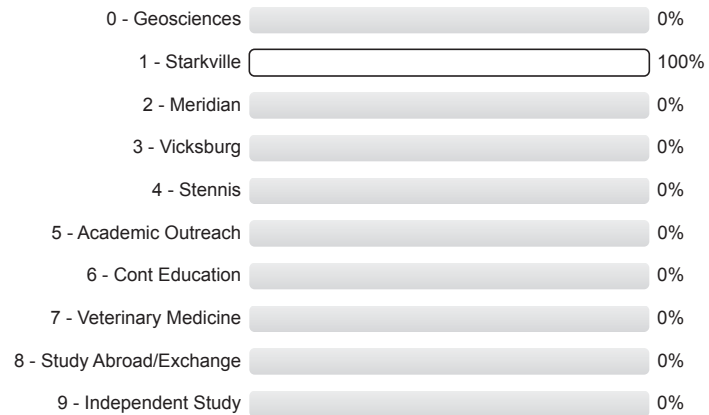 0 - Geosciences 0%
1 - Starkville 100%
2 - Meridian 0%
3 - Vicksburg 0%
4 - Stennis 0%
5 - Academic Outreach 0%
6 - Cont Education 0%
7 - Veterinary Medicine 0%
8 - Study Abroad/Exchange 0%
9 - Independent Study 0%